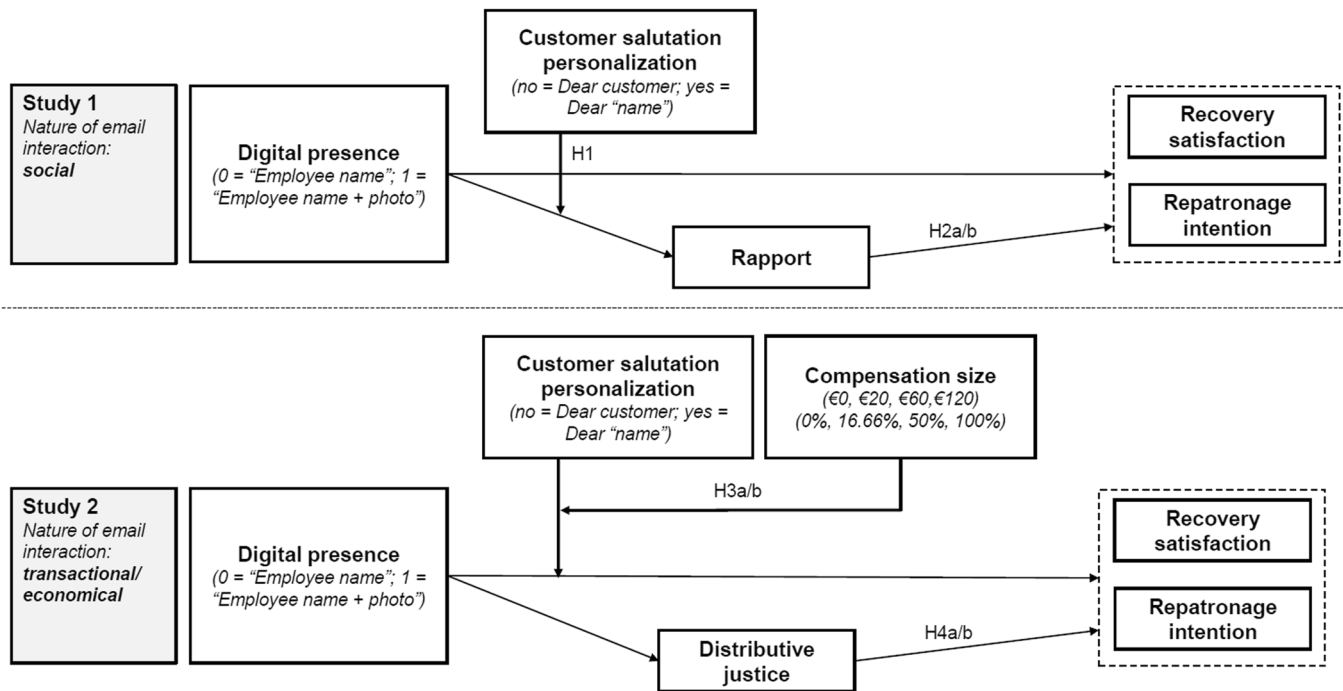 Customer salutation
personalization
(no = Dear customer; yes =
Dear “name”)
Study 1
Nature of email
interaction:
social
Digital presence
(0 = “Employee name”; 1 =
“Employee name + photo”)
H1
Recovery
satisfaction
Repatronage
intention
H2a/b
Rapport
Customer salutation
personalization
(no = Dear customer; yes =
Dear “name”)
Compensation size
(€0, €20, €60,€120)
(0%, 16.66%, 50%, 100%)
H3a/b
Study 2
Nature of email
interaction:
transactional/
economical
Digital presence
(0 = “Employee name”; 1 =
“Employee name + photo”)
Recovery
satisfaction
Repatronage
intention
H4a/b
Distributive
justice